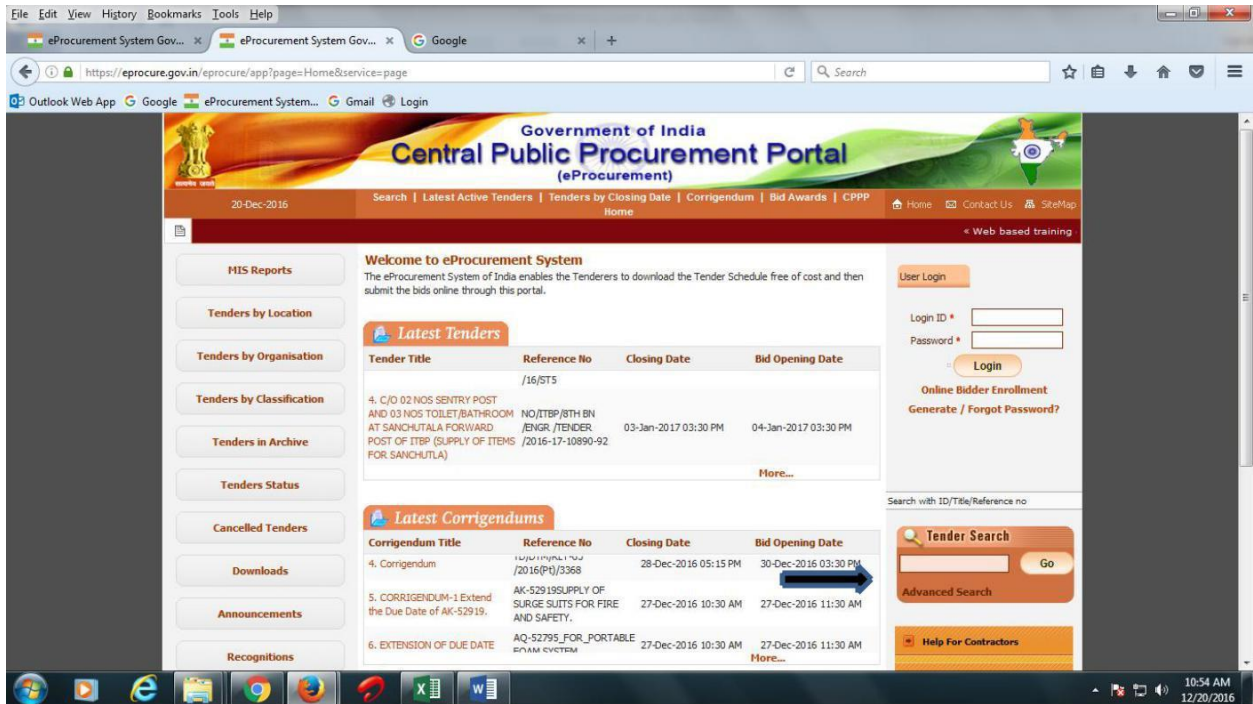 File Edit View History Bookmarks Tools Help
eProcurement System Gov... × eProcurement System Gov... × Google × +
https://eprocure.gov.in/eprocure/app?page=Home&service=page Search
Outlook Web App Google eProcurement System... Gmail Login
Government of India
Central Public Procurement Portal
(eProcurement)
सत्यमेव जयते
20-Dec-2016
Search | Latest Active Tenders | Tenders by Closing Date | Corrigendum | Bid Awards | CPPP
Home
Home Contact Us SiteMap
« Web based training
MIS Reports
Tenders by Location
Tenders by Organisation
Tenders by Classification
Tenders in Archive
Tenders Status
Cancelled Tenders
Downloads
Announcements
Recognitions
Welcome to eProcurement System
The eProcurement System of India enables the Tenderers to download the Tender Schedule free of cost and then
submit the bids online through this portal.
Latest Tenders
Tender Title Reference No Closing Date Bid Opening Date
/16/ST5
4. C/O 02 NOS SENTRY POST
AND 03 NOS TOILET/BATHROOM NO/ITBP/8TH BN
AT SANCHUTALA FORWARD /ENGR /TENDER 03-Jan-2017 03:30 PM 04-Jan-2017 03:30 PM
POST OF ITBP (SUPPLY OF ITEMS /2016-17-10890-92
FOR SANCHUTLA)
More...
Latest Corrigendums
Corrigendum Title Reference No Closing Date Bid Opening Date
4. Corrigendum /2016(Pt)/3368 28-Dec-2016 05:15 PM 30-Dec-2016 03:30 PM
AK-52919SUPPLY OF
5. CORRIGENDUM-1 Extend SURGE SUITS FOR FIRE 27-Dec-2016 10:30 AM 27-Dec-2016 11:30 AM
the Due Date of AK-52919. AND SAFETY.
6. EXTENSION OF DUE DATE AQ-52795_FOR_PORTABLE 27-Dec-2016 10:30 AM 27-Dec-2016 11:30 AM
FOAM SYSTEM
More...
User Login
Login ID *
Password *
Login
Online Bidder Enrollment
Generate / Forgot Password?
Search with ID/Title/Reference no
Tender Search
Go
Advanced Search
Help For Contractors
10:54 AM
12/20/2016